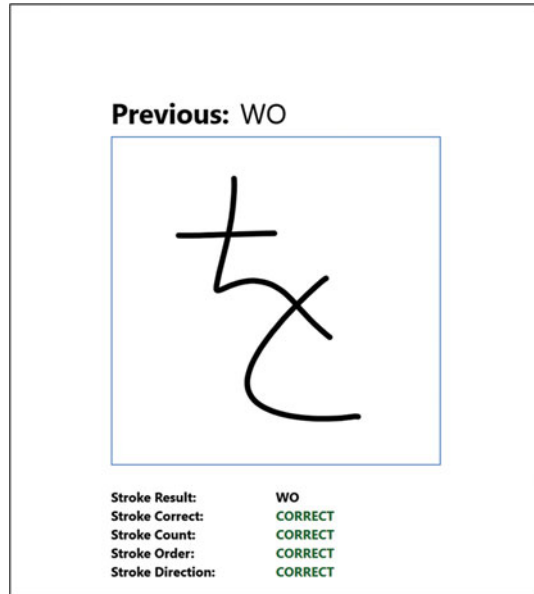 Previous: WO
を
Stroke Result: WO
Stroke Correct: CORRECT
Stroke Count: CORRECT
Stroke Order: CORRECT
Stroke Direction: CORRECT